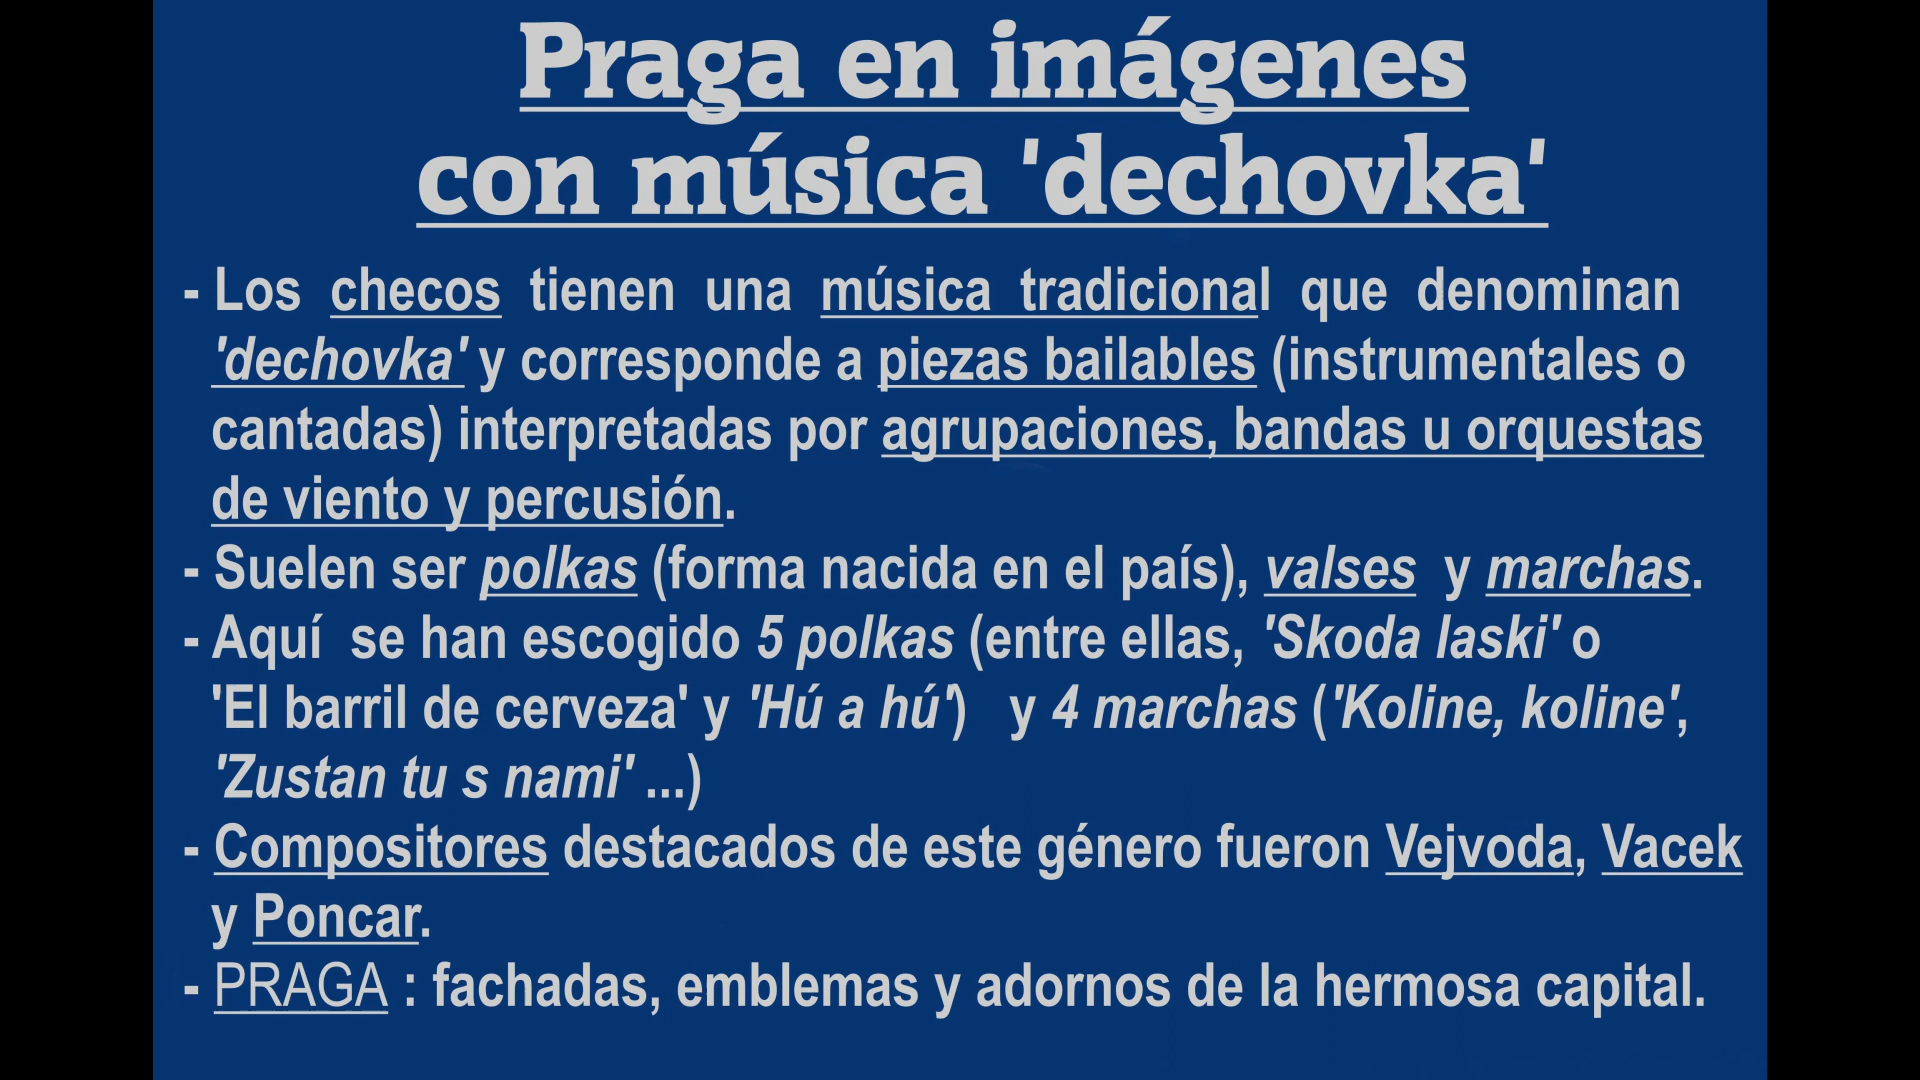 Praga en imágenes
con música 'dechovka'
- Los checos tienen una música tradicional que denominan
'dechovka' y corresponde a piezas bailables (instrumentales o
cantadas) interpretadas por agrupaciones, bandas u orquestas
de viento y percusión.
- Suelen ser polkas (forma nacida en el país), valses y marchas.
- Aquí se han escogido 5 polkas (entre ellas, 'Skoda laski' o
'El barril de cerveza' y 'Hú a hú') y 4 marchas ('Koline, koline',
'Zustan tu s nami' ...)
- Compositores destacados de este género fueron Vejvoda, Vacek
y Poncar.
- PRAGA : fachadas, emblemas y adornos de la hermosa capital.